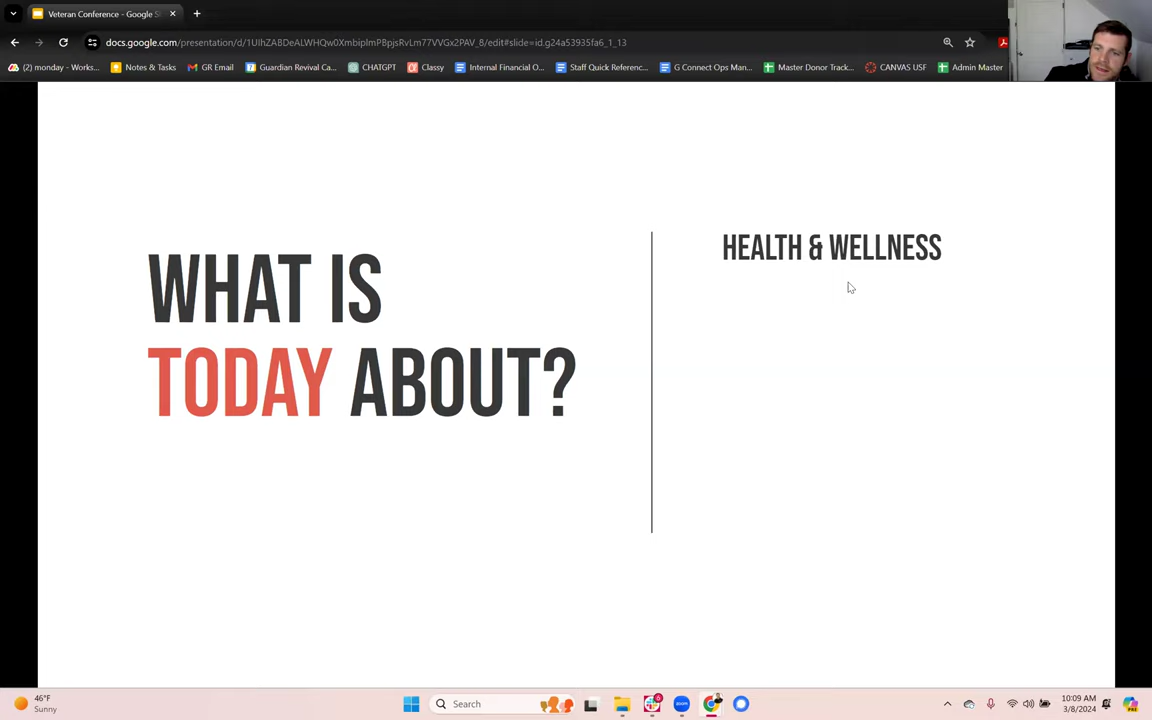 Veteran Conference - Google S
docs.google.com/presentation/d/1UIhZABDeALWHQw0XmbiplmPBpjsRvLm77VVGx2PAV_8/edit#slide=id.g24a53935fa6_1_13
(2) monday - Works...
Notes & Tasks
GR Email
Guardian Revival Ca...
CHATGPT
Classy
Internal Financial O...
Staff Quick Referenc...
G Connect Ops Man...
Master Donor Track...
CANVAS USF
Admin Master
WHAT IS
TODAY ABOUT?
HEALTH & WELLNESS
46°F
Sunny
Search
6
10:09 AM
3/8/2024